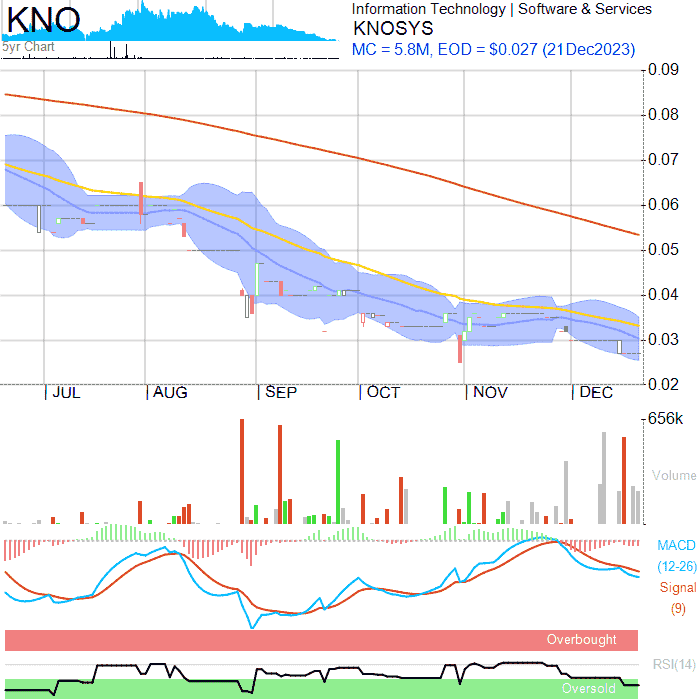 KNO
5yr Chart
Information Technology | Software & Services
KNOSYS
MC = 5.8M, EOD = $0.027 (21Dec2023)
0.09
0.08
0.07
0.06
0.05
0.04
0.03
0.02
JUL AUG SEP OCT NOV DEC
656k
Volume
MACD
(12-26)
Signal
(9)
Overbought
RSI(14)
Oversold